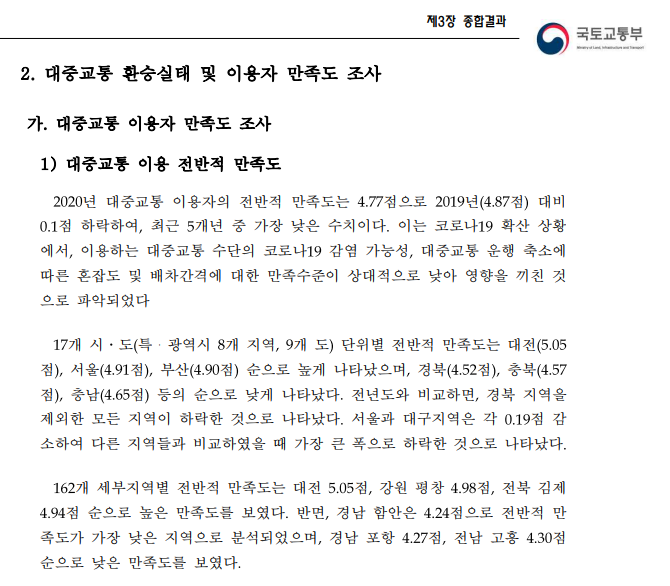 제3장 종합결과
국토교통부
Ministry of Land, Infrastructure and Transport
2. 대중교통 환승실태 및 이용자 만족도 조사
가. 대중교통 이용자 만족도 조사
1) 대중교통 이용 전반적 만족도
2020년 대중교통 이용자의 전반적 만족도는 4.77점으로 2019년(4.87점) 대비
0.1점 하락하여, 최근 5개년 중 가장 낮은 수치이다. 이는 코로나19 확산 상황
에서, 이용하는 대중교통 수단의 코로나19 감염 가능성, 대중교통 운행 축소에
따른 혼잡도 및 배차간격에 대한 만족수준이 상대적으로 낮아 영향을 끼친 것
으로 파악되었다
17개 시·도(특·광역시 8개 지역, 9개 도) 단위별 전반적 만족도는 대전(5.05
점), 서울(4.91점), 부산(4.90점) 순으로 높게 나타났으며, 경북(4.52점), 충북(4.57
점), 충남(4.65점) 등의 순으로 낮게 나타났다. 전년도와 비교하면, 경북 지역을
제외한 모든 지역이 하락한 것으로 나타났다. 서울과 대구지역은 각 0.19점 감
소하여 다른 지역들과 비교하였을 때 가장 큰 폭으로 하락한 것으로 나타났다.
162개 세부지역별 전반적 만족도는 대전 5.05점, 강원 평창 4.98점, 전북 김제
4.94점 순으로 높은 만족도를 보였다. 반면, 경남 함안은 4.24점으로 전반적 만
족도가 가장 낮은 지역으로 분석되었으며, 경남 포항 4.27점, 전남 고흥 4.30점
순으로 낮은 만족도를 보였다.